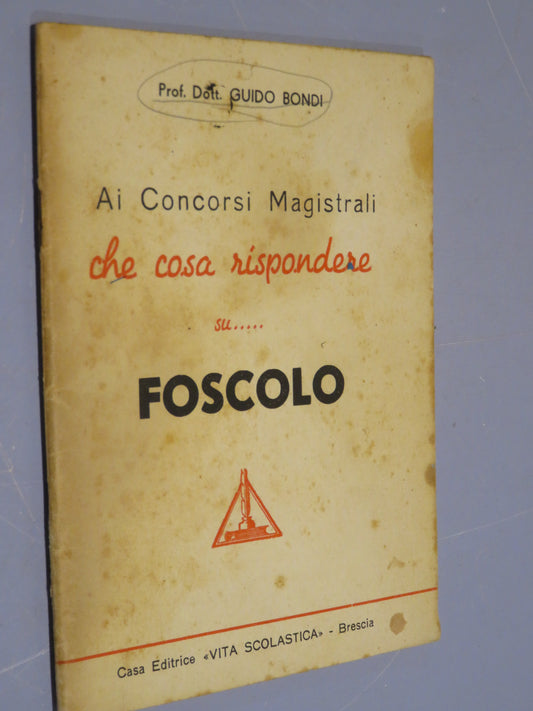 Prof. Dott. GUIDO BONDI
Ai Concorsi Magistrali
che cosa rispondere
su.....
FOSCOLO
Casa Editrice «VITA SCOLASTICA» - Brescia